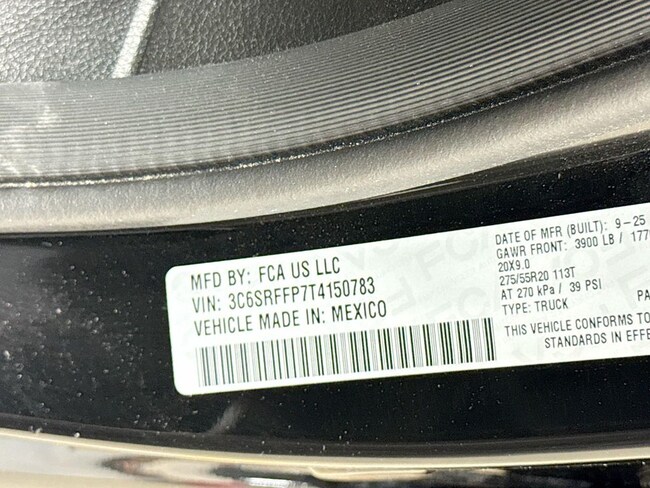 MFD BY: FCA US LLC
VIN: 3C6SRFFP7T4150783
VEHICLE MADE IN: MEXICO
DATE OF MFR (BUILT): 9-25
GAWR FRONT: 3900 LB / 177
20X9.0
275/55R20 113T
AT 270 kPa / 39 PSI
TYPE: TRUCK PA
THIS VEHICLE CONFORMS TO
STANDARDS IN EFFE